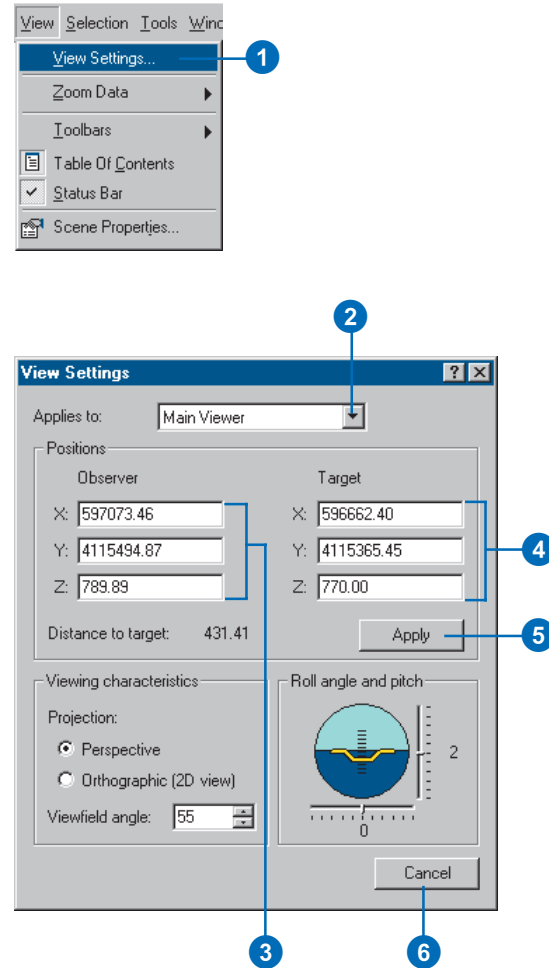 View Selection Tools Winc
View Settings... 1
Zoom Data
Toolbars
Table Of Contents
Status Bar
Scene Properties...
2
View Settings ? ×
Applies to: Main Viewer
Positions
Observer Target
X: 597073.46 X: 596662.40
Y: 4115494.87 Y: 4115365.45 4
Z: 789.89 Z: 770.00
Distance to target: 431.41 Apply 5
Viewing characteristics Roll angle and pitch
Projection:
Perspective 2
Orthographic (2D view)
Viewfield angle: 55
0
Cancel
3 6